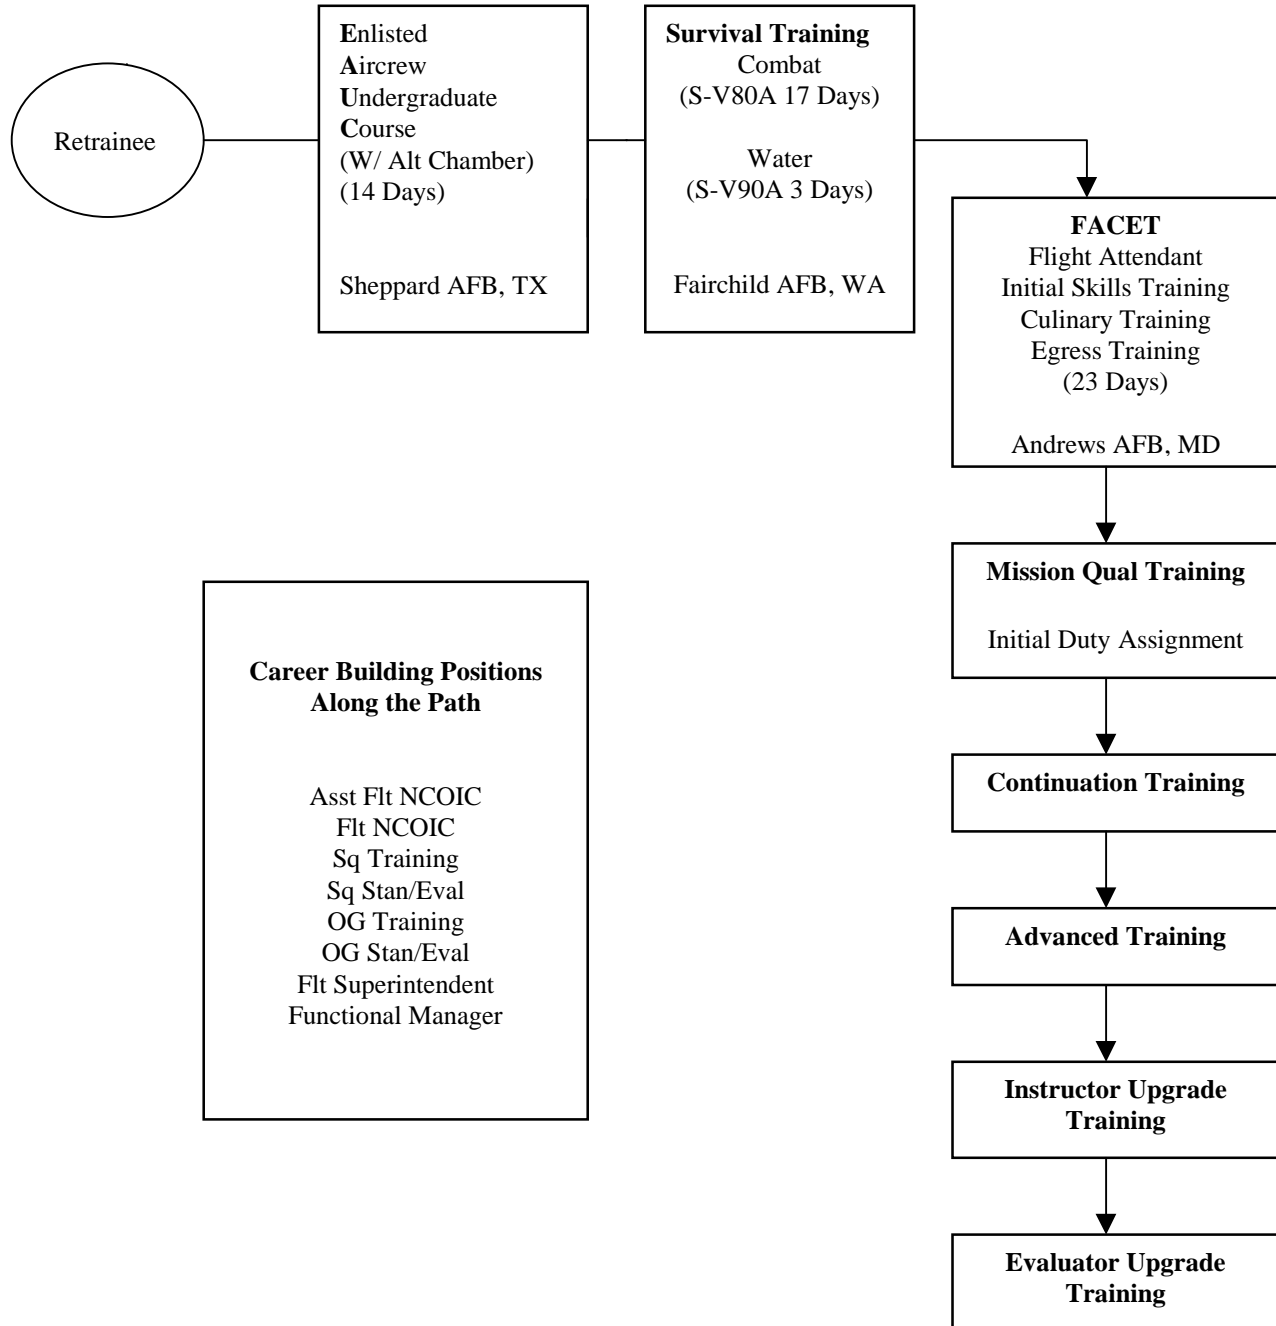 Retrainee
Enlisted
Aircrew
Undergraduate
Course
(W/ Alt Chamber)
(14 Days)
Sheppard AFB, TX
Survival Training
Combat
(S-V80A 17 Days)
Water
(S-V90A 3 Days)
Fairchild AFB, WA
FACET
Flight Attendant
Initial Skills Training
Culinary Training
Egress Training
(23 Days)
Andrews AFB, MD
Mission Qual Training
Initial Duty Assignment
Continuation Training
Advanced Training
Instructor Upgrade
Training
Evaluator Upgrade
Training
Career Building Positions
Along the Path
Asst Flt NCOIC
Flt NCOIC
Sq Training
Sq Stan/Eval
OG Training
OG Stan/Eval
Flt Superintendent
Functional Manager